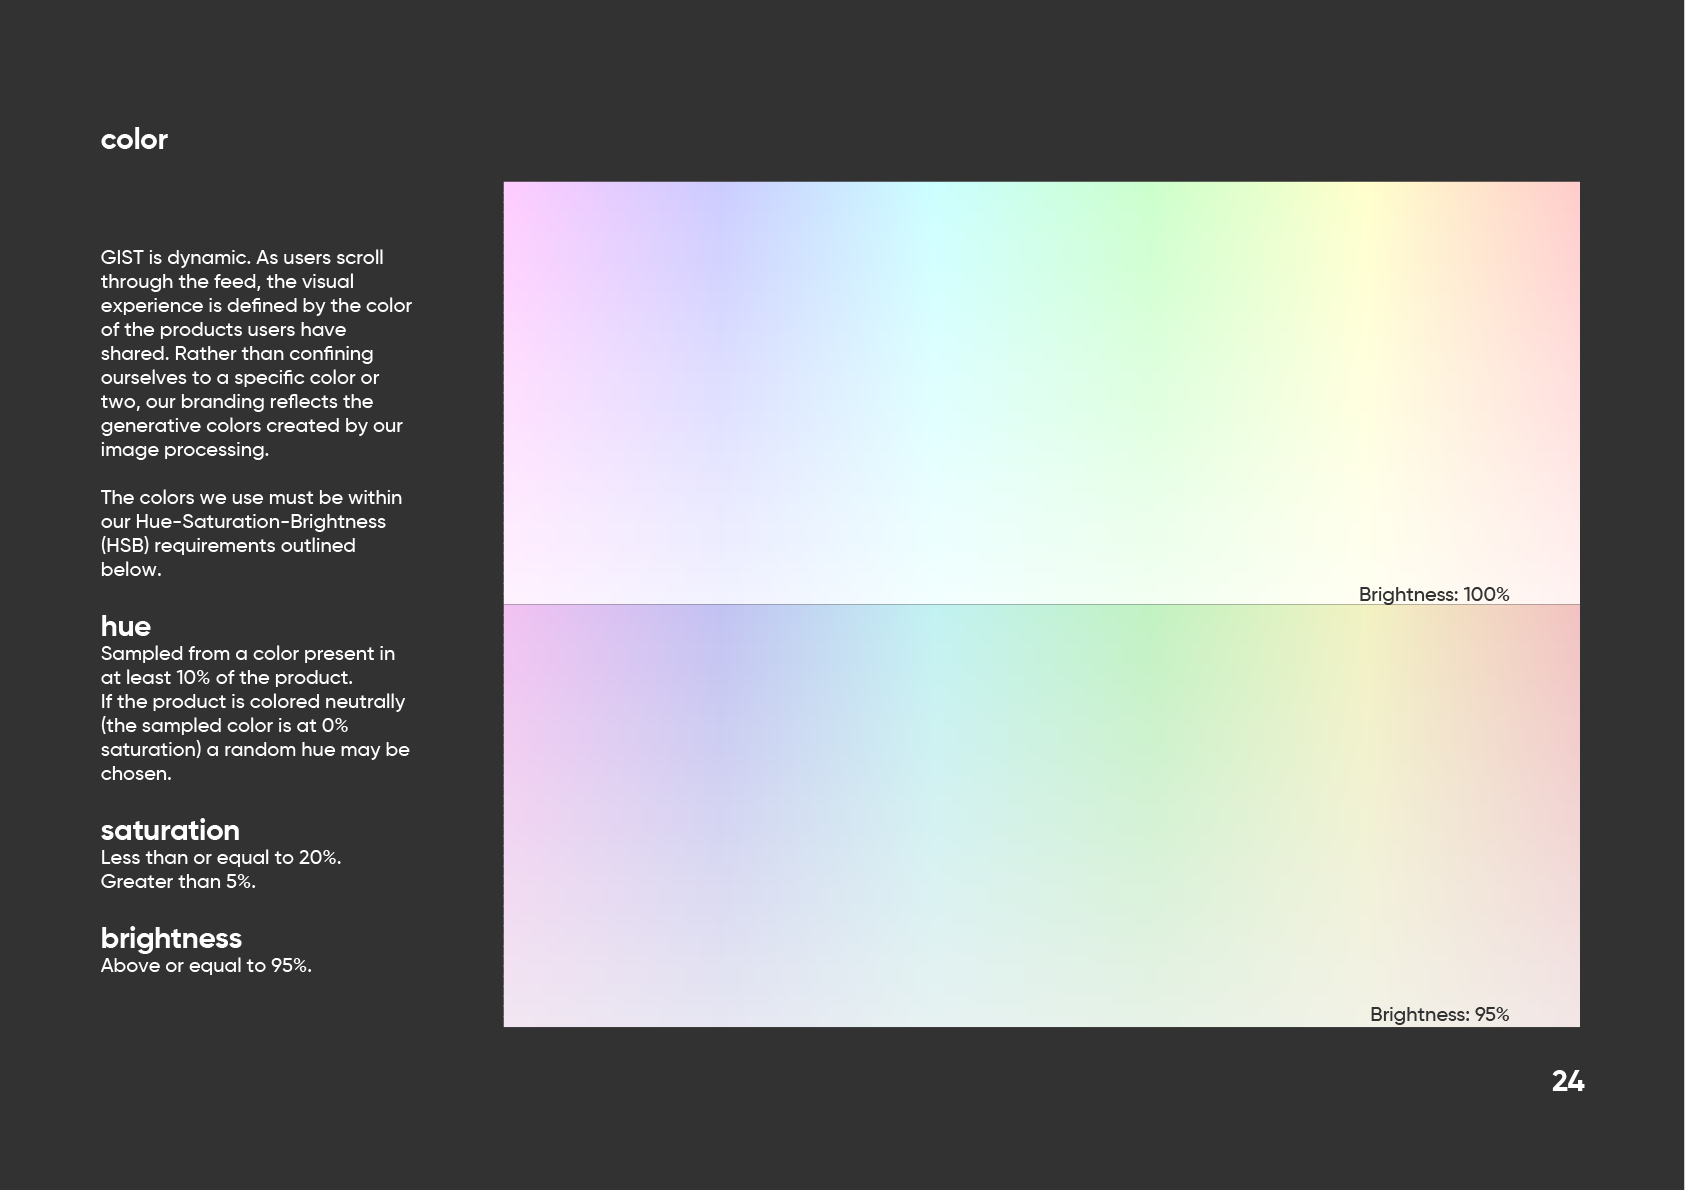 color
GIST is dynamic. As users scroll
through the feed, the visual
experience is defined by the color
of the products users have
shared. Rather than confining
ourselves to a specific color or
two, our branding reflects the
generative colors created by our
image processing.
The colors we use must be within
our Hue-Saturation-Brightness
(HSB) requirements outlined
below.
hue
Sampled from a color present in
at least 10% of the product.
If the product is colored neutrally
(the sampled color is at 0%
saturation) a random hue may be
chosen.
saturation
Less than or equal to 20%.
Greater than 5%.
brightness
Above or equal to 95%.
Brightness: 100%
Brightness: 95%
24